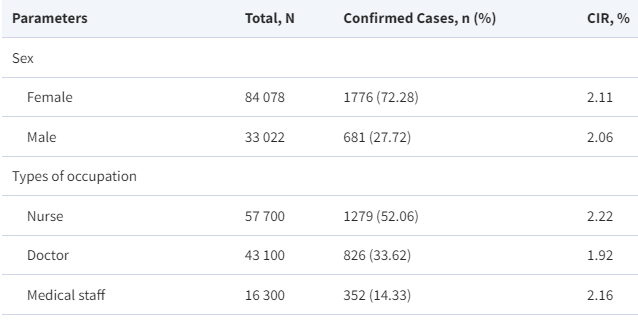 Parameters Total, N Confirmed Cases, n (%) CIR, %
Sex
Female 84 078 1776 (72.28) 2.11
Male 33 022 681 (27.72) 2.06
Types of occupation
Nurse 57 700 1279 (52.06) 2.22
Doctor 43 100 826 (33.62) 1.92
Medical staff 16 300 352 (14.33) 2.16